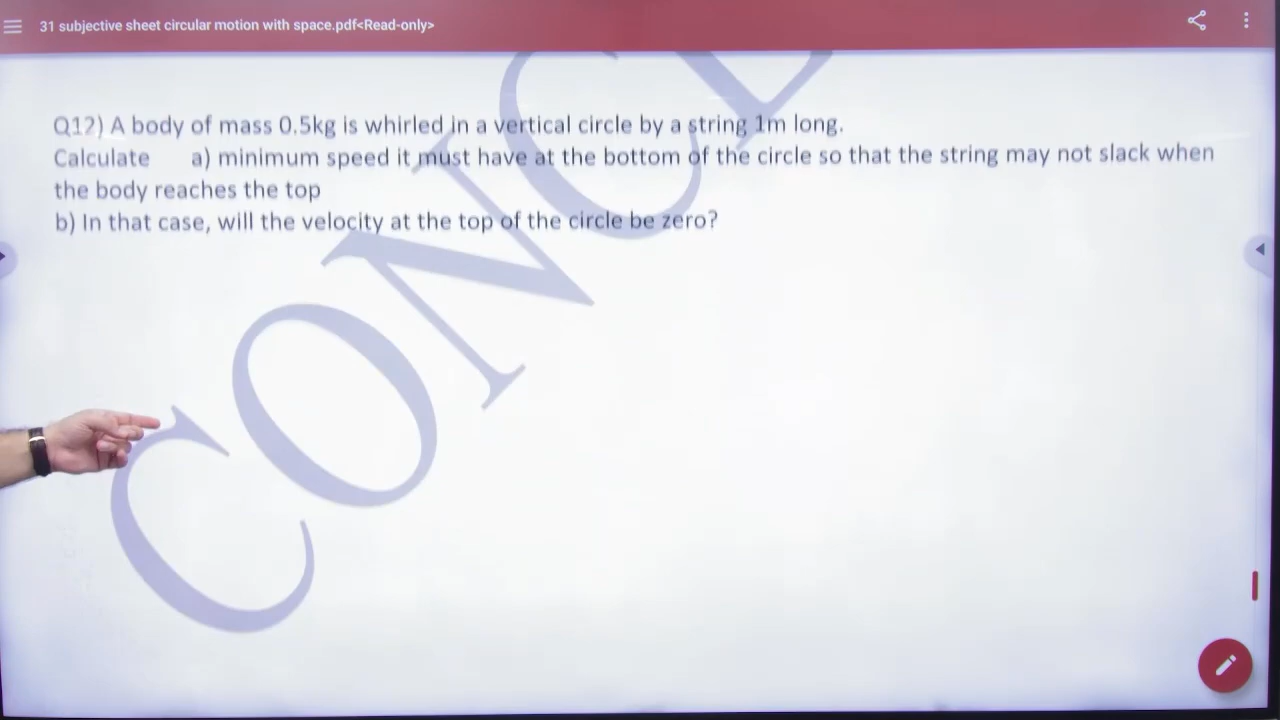 31 subjective sheet circular motion with space.pdf<Read-only>
Q12) A body of mass 0.5kg is whirled in a vertical circle by a string 1m long.
Calculate a) minimum speed it must have at the bottom of the circle so that the string may not slack when
the body reaches the top
b) In that case, will the velocity at the top of the circle be zero?
CONCE